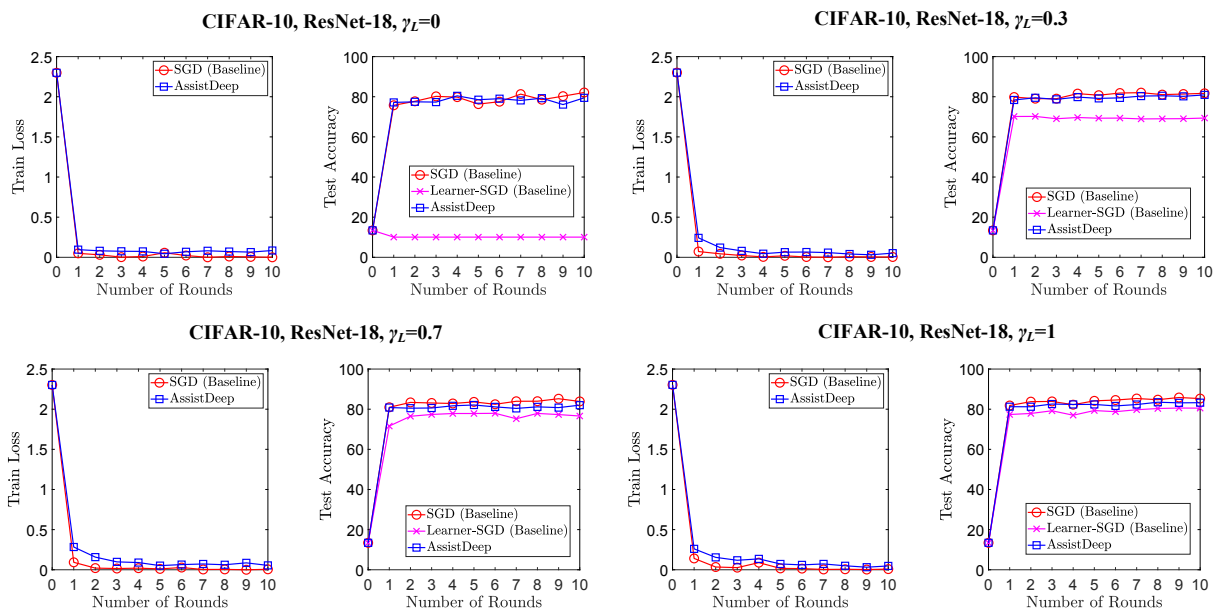 CIFAR-10, ResNet-18, γL=0
Train Loss
2.5
2
1.5
1
0.5
0
SGD (Baseline)
AssistDeep
0 1 2 3 4 5 6 7 8 9 10
Number of Rounds
Test Accuracy
100
80
60
40
20
0
SGD (Baseline)
Learner-SGD (Baseline)
AssistDeep
0 1 2 3 4 5 6 7 8 9 10
Number of Rounds
CIFAR-10, ResNet-18, γL=0.3
Train Loss
2.5
2
1.5
1
0.5
0
SGD (Baseline)
AssistDeep
0 1 2 3 4 5 6 7 8 9 10
Number of Rounds
Test Accuracy
100
80
60
40
20
0
SGD (Baseline)
Learner-SGD (Baseline)
AssistDeep
0 1 2 3 4 5 6 7 8 9 10
Number of Rounds
CIFAR-10, ResNet-18, γL=0.7
Train Loss
2.5
2
1.5
1
0.5
0
SGD (Baseline)
AssistDeep
0 1 2 3 4 5 6 7 8 9 10
Number of Rounds
Test Accuracy
100
80
60
40
20
0
SGD (Baseline)
Learner-SGD (Baseline)
AssistDeep
0 1 2 3 4 5 6 7 8 9 10
Number of Rounds
CIFAR-10, ResNet-18, γL=1
Train Loss
2.5
2
1.5
1
0.5
0
SGD (Baseline)
AssistDeep
0 1 2 3 4 5 6 7 8 9 10
Number of Rounds
Test Accuracy
100
80
60
40
20
0
SGD (Baseline)
Learner-SGD (Baseline)
AssistDeep
0 1 2 3 4 5 6 7 8 9 10
Number of Rounds